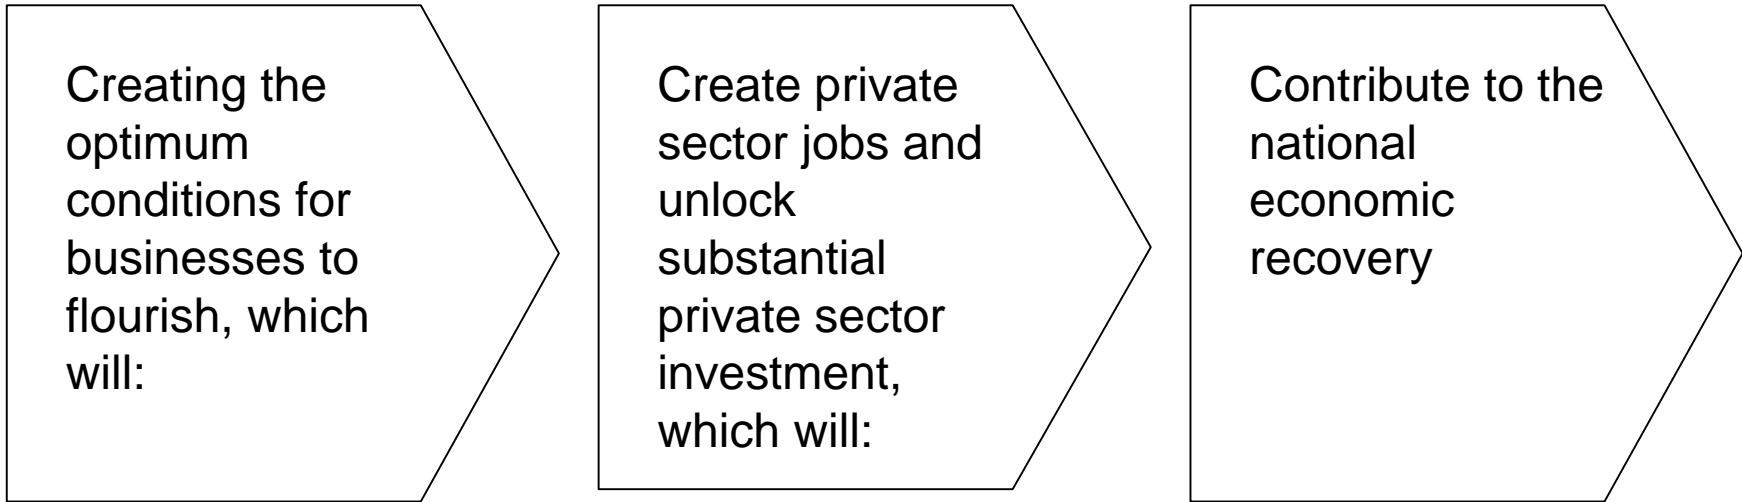 Creating the
optimum
conditions for
businesses to
flourish, which
will:
Create private
sector jobs and
unlock
substantial
private sector
investment,
which will:
Contribute to the
national
economic
recovery